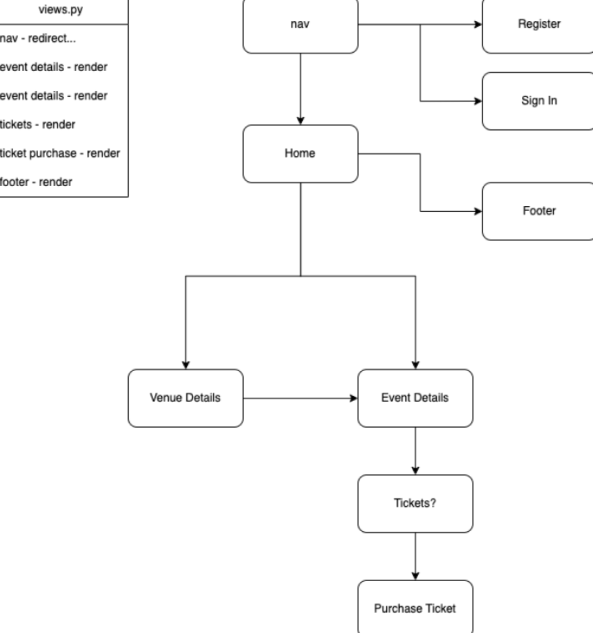 views.py
nav - redirect...
event details - render
event details - render
tickets - render
ticket purchase - render
footer - render
nav
Register
Sign In
Home
Footer
Venue Details
Event Details
Tickets?
Purchase Ticket